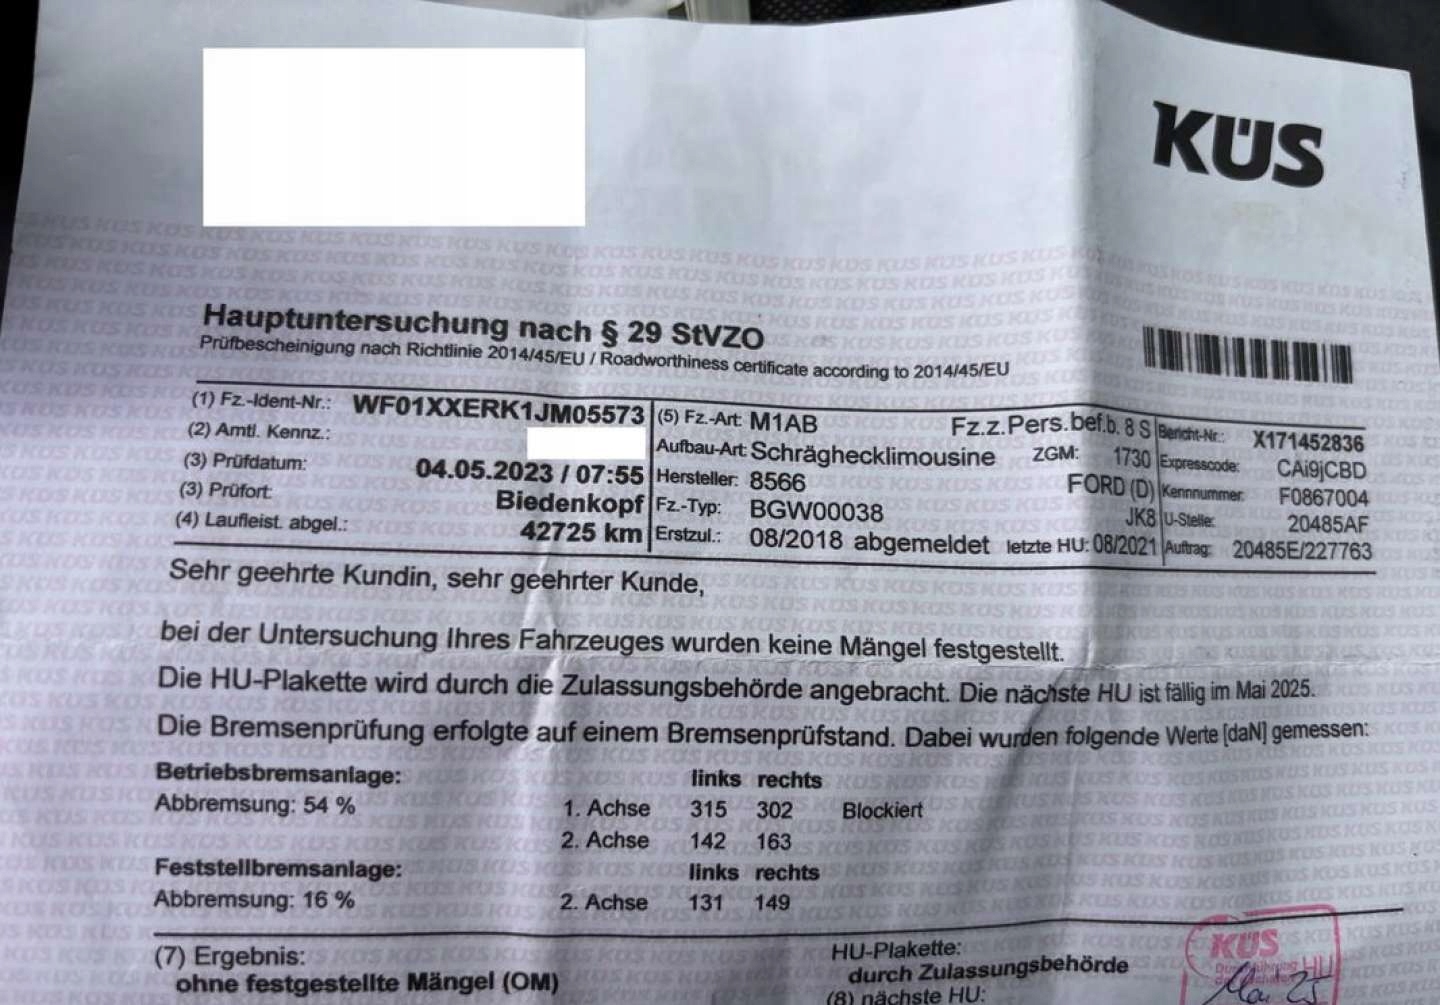 KÜS
Hauptuntersuchung nach § 29 StVZO
Prüfbescheinigung nach Richtlinie 2014/45/EU / Roadworthiness certificate according to 2014/45/EU
(1) Fz.-Ident-Nr.: WF01XXERK1JM05573
(2) Amtl. Kennz.:
(3) Prüfdatum: 04.05.2023 / 07:55
(3) Prüfort: Biedenkopf
(4) Laufleist. abgel.: 42725 km
(5) Fz.-Art: M1AB Fz.z.Pers.bef.b. 8 S
Aufbau-Art: Schräghecklimousine ZGM: 1730
Hersteller: 8566 FORD (D)
Fz.-Typ: BGW00038 JK8
Erstzul.: 08/2018 abgemeldet letzte HU: 08/2021
Bericht-Nr.: X171452836
Expresscode: CAi9jCBD
Kennnummer: F0867004
U-Stelle: 20485AF
Auftrag: 20485E/227763
Sehr geehrte Kundin, sehr geehrter Kunde,
bei der Untersuchung Ihres Fahrzeuges wurden keine Mängel festgestellt.
Die HU-Plakette wird durch die Zulassungsbehörde angebracht. Die nächste HU ist fällig im Mai 2025.
Die Bremsenprüfung erfolgte auf einem Bremsenprüfstand. Dabei wurden folgende Werte [daN] gemessen:
Betriebsbremsanlage: links rechts
Abbremsung: 54 % 1. Achse 315 302 Blockiert
2. Achse 142 163
Feststellbremsanlage: links rechts
Abbremsung: 16 % 2. Achse 131 149
(7) Ergebnis:
ohne festgestellte Mängel (OM)
HU-Plakette:
durch Zulassungsbehörde
(8) nächste HU:
KÜS
HU
Mai 25